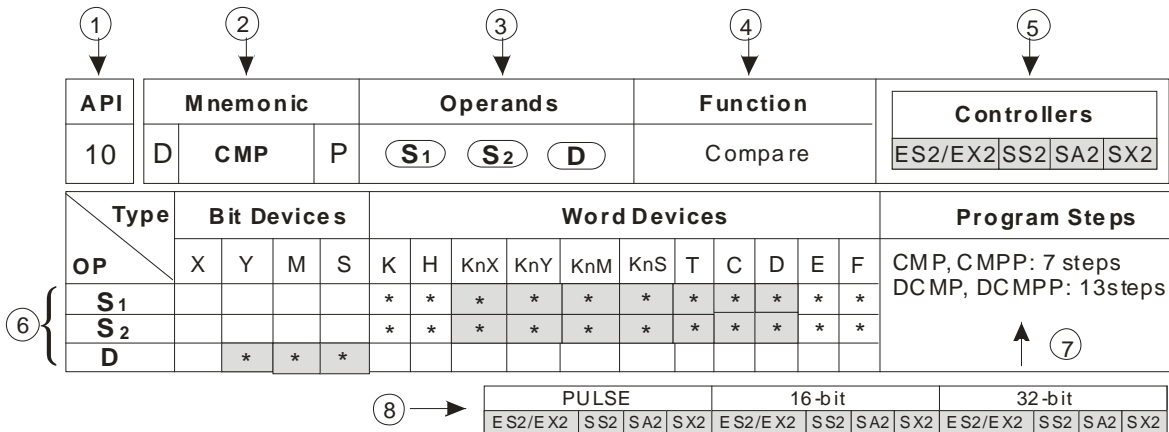 1 2 3 4 5
API Mnemonic Operands Function Controllers
10 D CMP P S1 S2 D Compare ES2/EX2 SS2 SA2 SX2
Type Bit Devices Word Devices Program Steps
OP X Y M S K H KnX KnY KnM KnS T C D E F CMP, CMPP: 7 steps
DCMP, DCMPP: 13steps
S1 * * * * * * * * * * *
6 S2 * * * * * * * * * * * 7
D * * *
8 PULSE 16-bit 32-bit
ES2/EX2 SS2 SA2 SX2 ES2/EX2 SS2 SA2 SX2 ES2/EX2 SS2 SA2 SX2